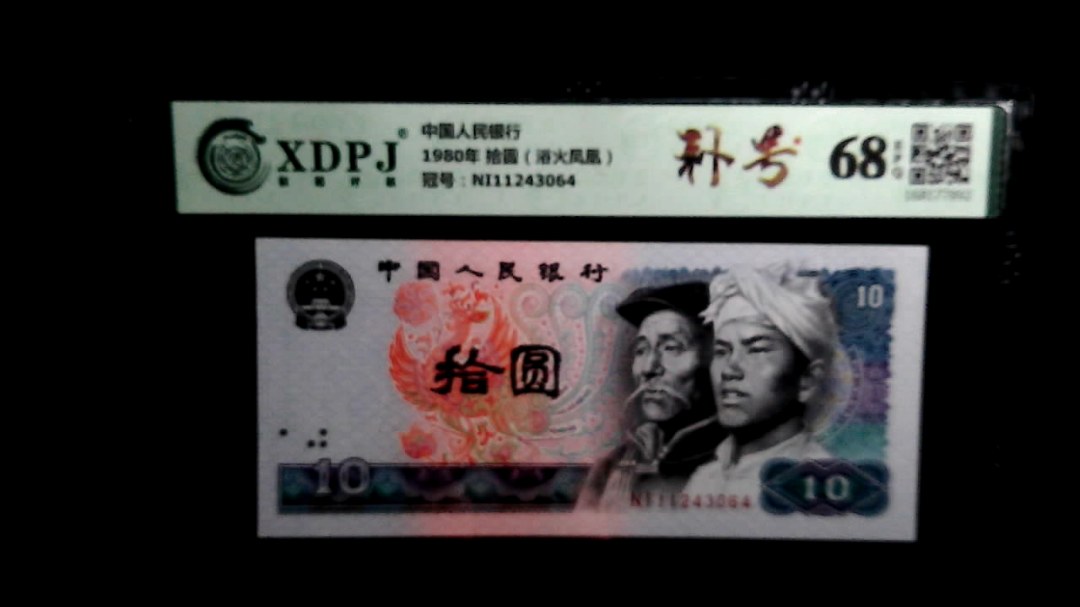 XDPJ®
中国人民银行
1980年 拾圆（浴火凤凰）
冠号：NI11243064
补号
68
EPQ
中国人民银行
10
拾圆
10
NI11243064
10